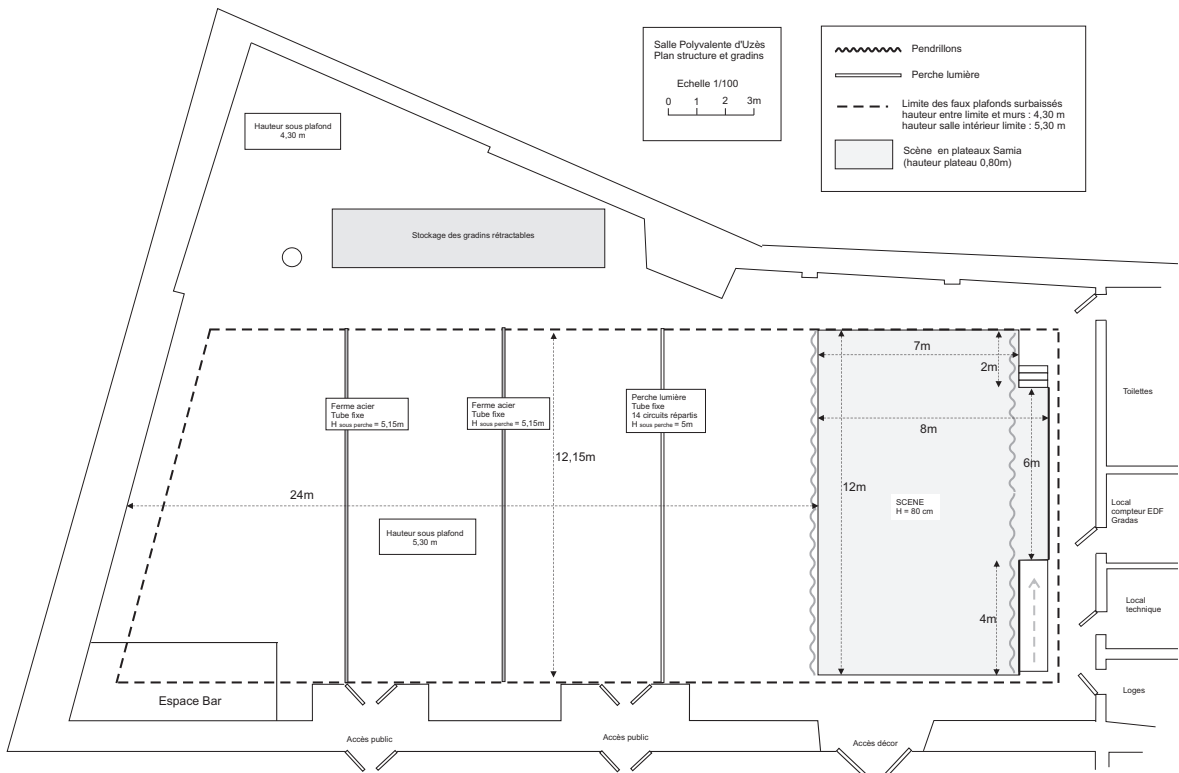 Salle Polyvalente d'Uzès
Plan structure et gradins
Echelle 1/100
0 1 2 3m
Pendrillons
Perche lumière
Limite des faux plafonds surbaissés
hauteur entre limite et murs : 4,30 m
hauteur salle intérieur limite : 5,30 m
Scène en plateaux Samia
(hauteur plateau 0,80m)
Hauteur sous plafond
4,30 m
Stockage des gradins rétractables
7m
2m
Ferme acier
Tube fixe
H sous perche = 5,15m
Ferme acier
Tube fixe
H sous perche = 5,15m
Perche lumière
Tube fixe
14 circuits répartis
H sous perche = 5m
Toilettes
8m
12,15m
6m
12m
24m
SCENE
H = 80 cm
Local
compteur EDF
Gradas
Hauteur sous plafond
5,30 m
Local
technique
4m
Espace Bar
Loges
Accès public
Accès public
Accès décor